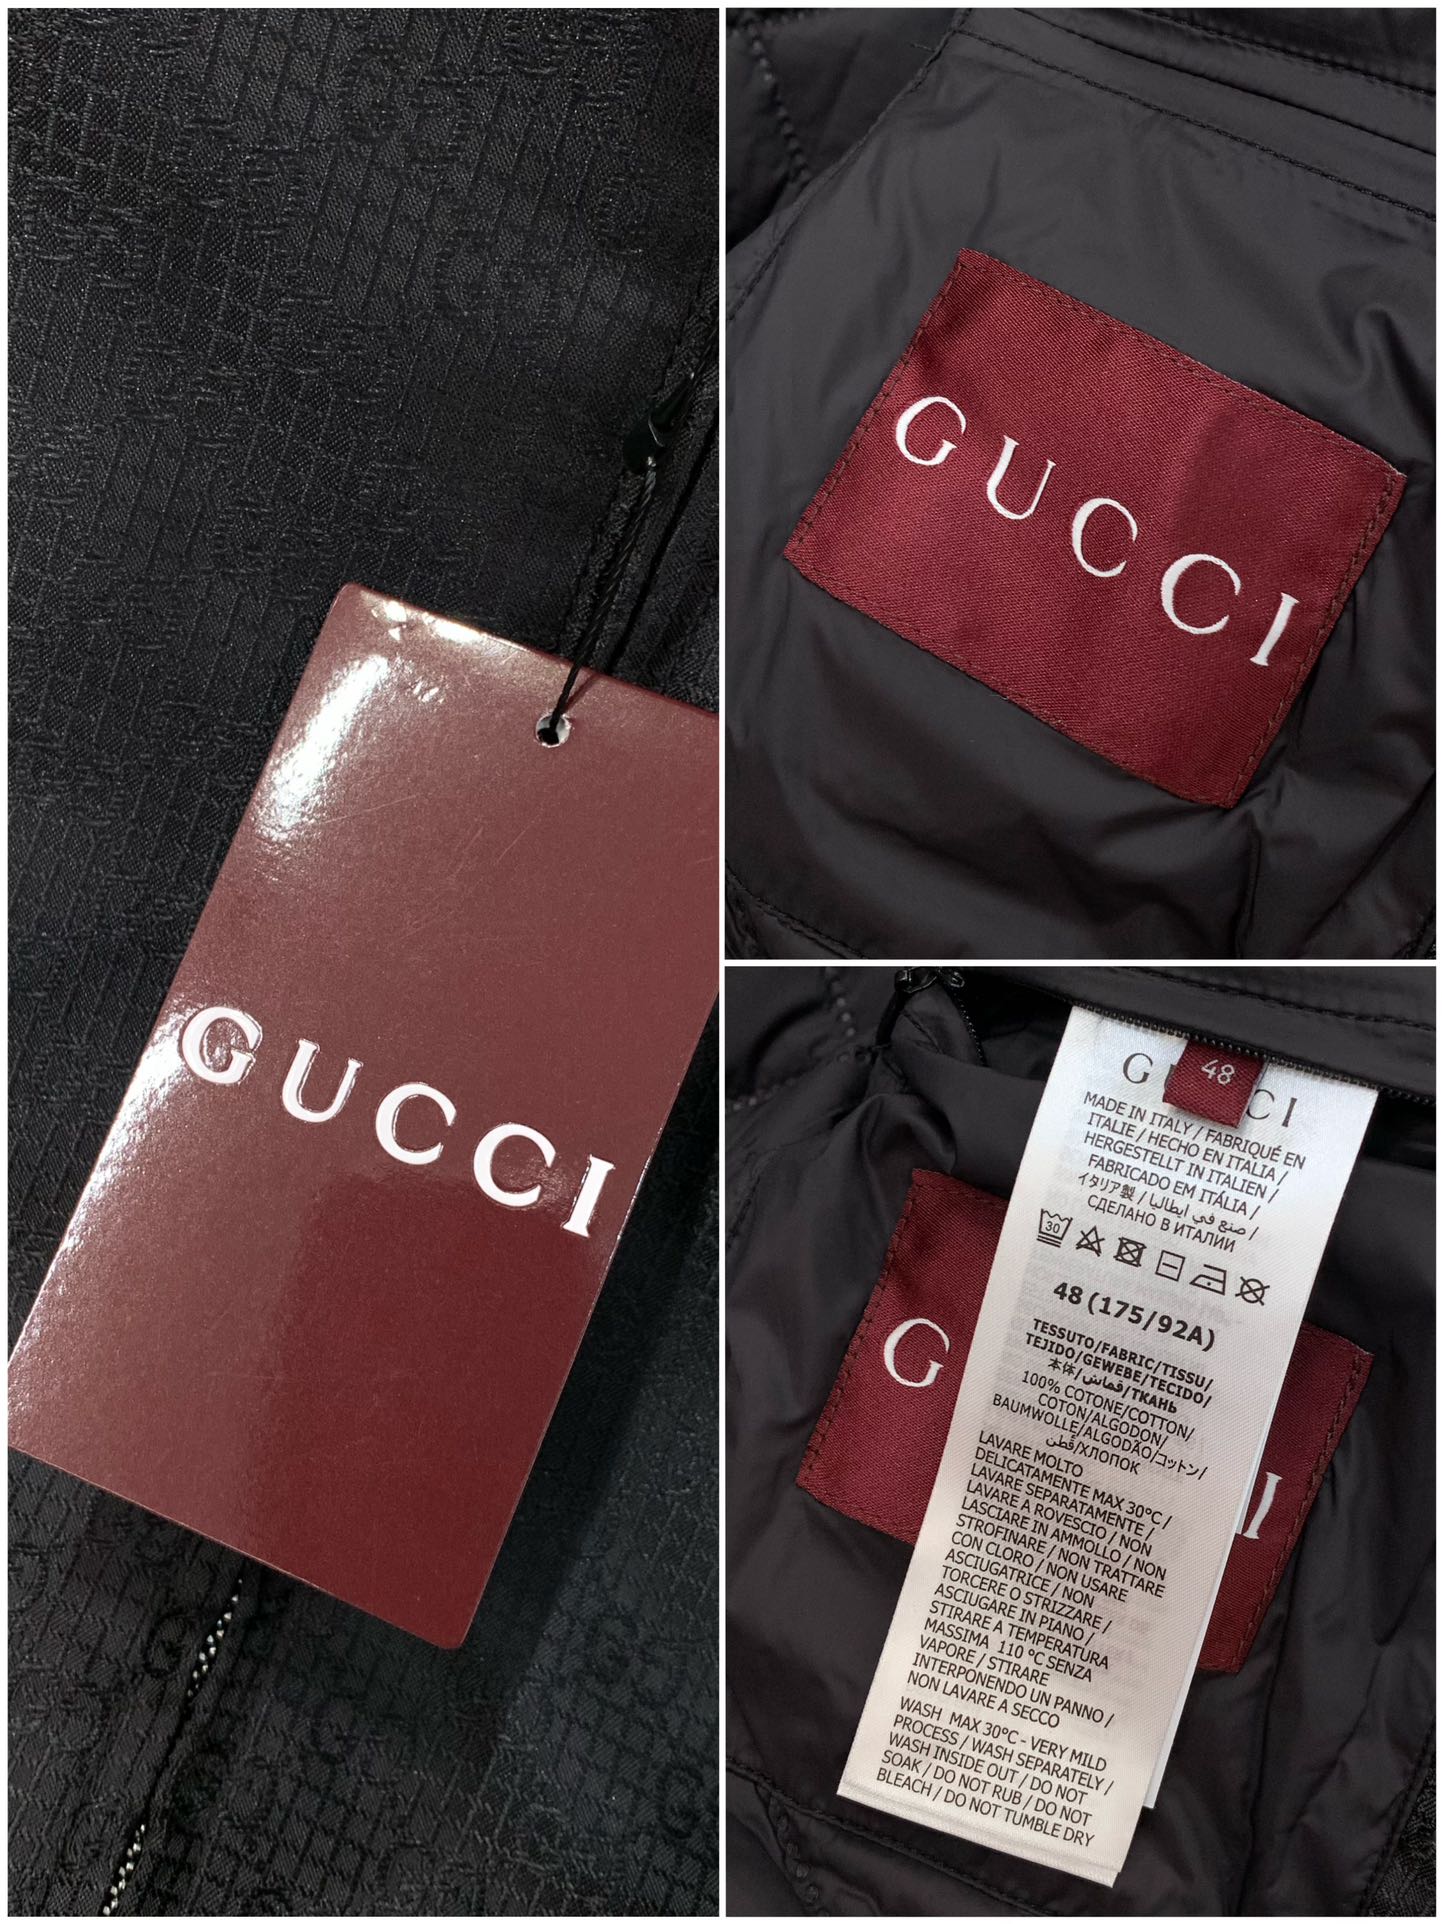 GUCCI
GUCCI
GUCCI
48
MADE IN ITALY / FABRIQUÉ EN
ITALIE / HECHO EN ITALIA /
HERGESTELLT IN ITALIEN /
FABRICADO EM ITÁLIA /
イタリア製 / صنع في ايطاليا /
СДЕЛАНО В ИТАЛИИ
30
48 (175/92A)
TESSUTO/FABRIC/TISSU/
TEJIDO/GEWEBE/TECIDO/
本体/قماش/ТКАНЬ
100% COTONE/COTTON/
COTON/ALGODON/
BAUMWOLLE/ALGODÃO/コットン/
قُطن/ХЛОПОК
LAVARE MOLTO
DELICATAMENTE MAX 30°C /
LAVARE SEPARATAMENTE /
LAVARE A ROVESCIO / NON
LASCIARE IN AMMOLLO / NON
STROFINARE / NON TRATTARE
CON CLORO / NON USARE
ASCIUGATRICE / NON
TORCERE O STRIZZARE /
ASCIUGARE IN PIANO /
STIRARE A TEMPERATURA
MASSIMA 110 °C SENZA
VAPORE / STIRARE
INTERPONENDO UN PANNO /
NON LAVARE A SECCO
WASH MAX 30°C - VERY MILD
PROCESS / WASH SEPARATELY /
WASH INSIDE OUT / DO NOT
SOAK / DO NOT RUB / DO NOT
BLEACH / DO NOT TUMBLE DRY
G I